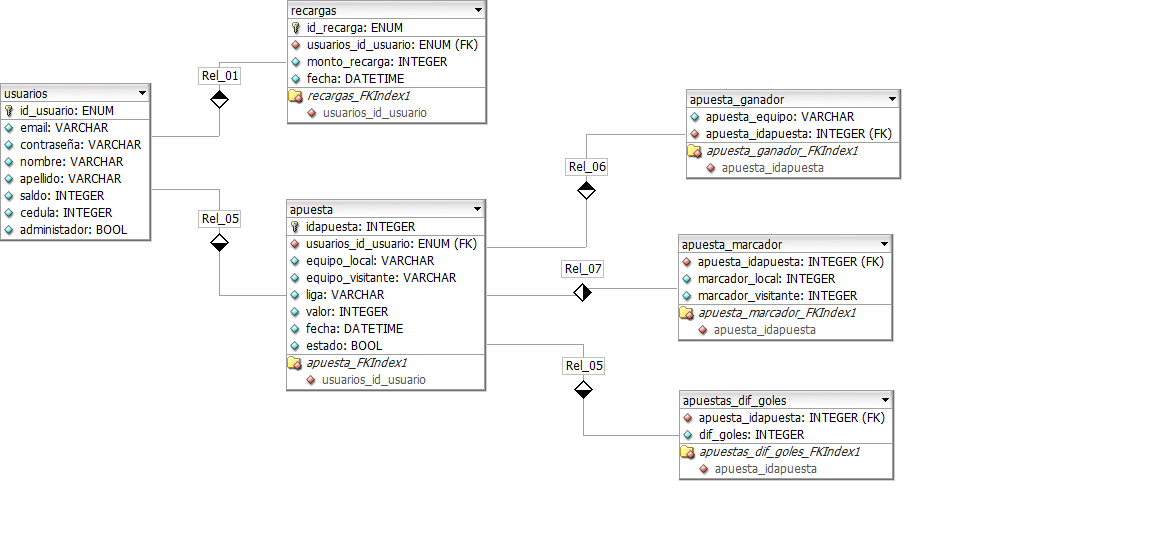 recargas
id_recarga: ENUM
usuarios_id_usuario: ENUM (FK)
monto_recarga: INTEGER
fecha: DATETIME
recargas_FKIndex1
usuarios_id_usuario
Rel_01
usuarios
id_usuario: ENUM
email: VARCHAR
contraseña: VARCHAR
nombre: VARCHAR
apellido: VARCHAR
saldo: INTEGER
cedula: INTEGER
administador: BOOL
Rel_05
apuesta
idapuesta: INTEGER
usuarios_id_usuario: ENUM (FK)
equipo_local: VARCHAR
equipo_visitante: VARCHAR
liga: VARCHAR
valor: INTEGER
fecha: DATETIME
estado: BOOL
apuesta_FKIndex1
usuarios_id_usuario
Rel_06
apuesta_ganador
apuesta_equipo: VARCHAR
apuesta_idapuesta: INTEGER (FK)
apuesta_ganador_FKIndex1
apuesta_idapuesta
Rel_07
apuesta_marcador
apuesta_idapuesta: INTEGER (FK)
marcador_local: INTEGER
marcador_visitante: INTEGER
apuesta_marcador_FKIndex1
apuesta_idapuesta
Rel_05
apuestas_dif_goles
apuesta_idapuesta: INTEGER (FK)
dif_goles: INTEGER
apuestas_dif_goles_FKIndex1
apuesta_idapuesta